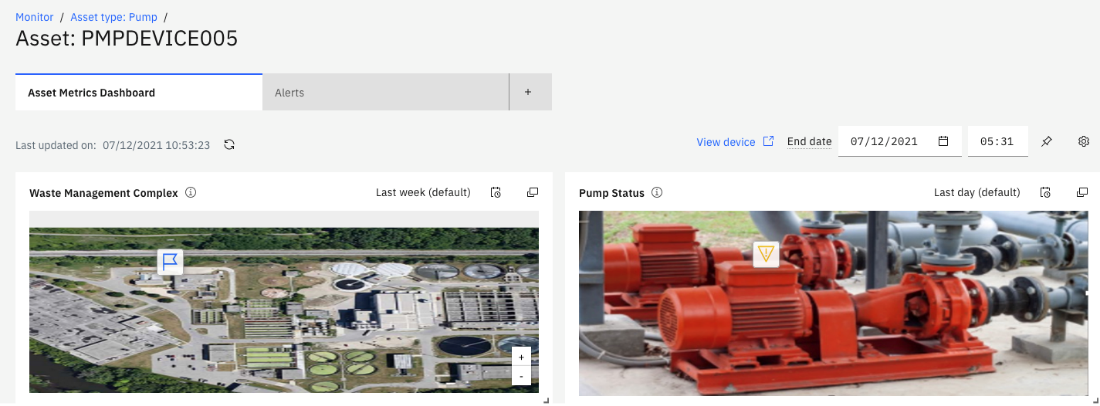 Monitor / Asset type: Pump /
Asset: PMPDEVICE005
Asset Metrics Dashboard
Alerts
+
Last updated on: 07/12/2021 10:53:23
View device
End date
07/12/2021
05:31
Waste Management Complex
Last week (default)
+
-
Pump Status
Last day (default)